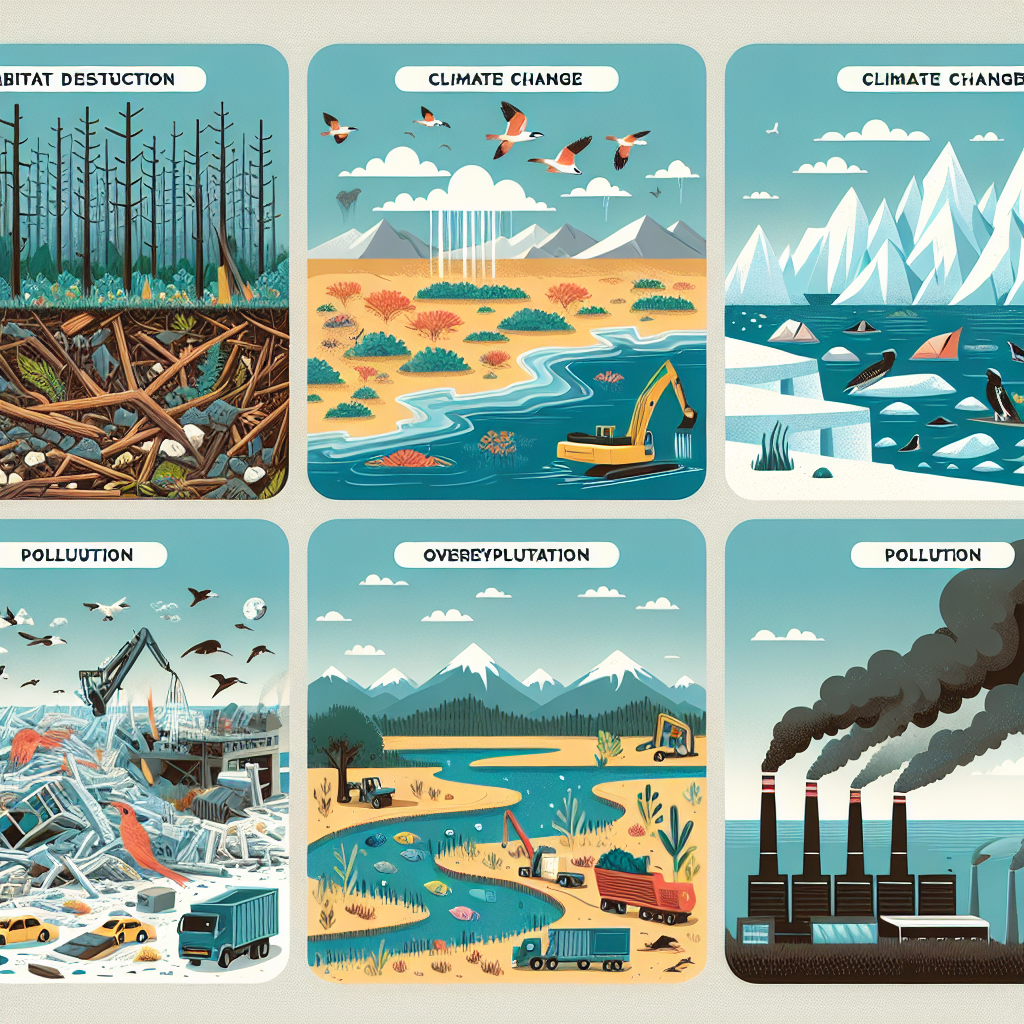 BITAT DESTUCTION
CLIMATE CHANGE
CLIMATE CHANGE
POLLUUTION
OVEREYPLUTATION
POLLUTION